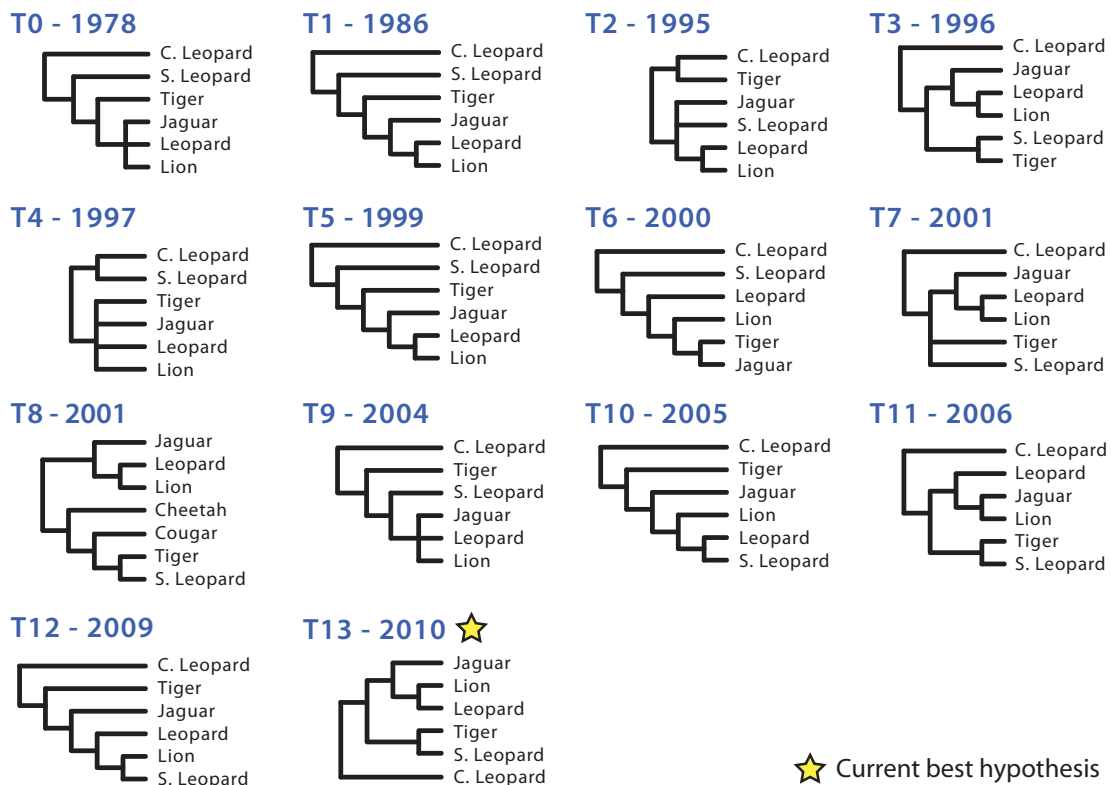 T0 - 1978
C. Leopard
S. Leopard
Tiger
Jaguar
Leopard
Lion
T1 - 1986
C. Leopard
S. Leopard
Tiger
Jaguar
Leopard
Lion
T2 - 1995
C. Leopard
Tiger
Jaguar
S. Leopard
Leopard
Lion
T3 - 1996
C. Leopard
Jaguar
Leopard
Lion
S. Leopard
Tiger
T4 - 1997
C. Leopard
S. Leopard
Tiger
Jaguar
Leopard
Lion
T5 - 1999
C. Leopard
S. Leopard
Tiger
Jaguar
Leopard
Lion
T6 - 2000
C. Leopard
S. Leopard
Leopard
Lion
Tiger
Jaguar
T7 - 2001
C. Leopard
Jaguar
Leopard
Lion
Tiger
S. Leopard
T8 - 2001
Jaguar
Leopard
Lion
Cheetah
Cougar
Tiger
S. Leopard
T9 - 2004
C. Leopard
Tiger
S. Leopard
Jaguar
Leopard
Lion
T10 - 2005
C. Leopard
Tiger
Jaguar
Lion
Leopard
S. Leopard
T11 - 2006
C. Leopard
Leopard
Jaguar
Lion
Tiger
S. Leopard
T12 - 2009
C. Leopard
Tiger
Jaguar
Leopard
Lion
S. Leopard
T13 - 2010
Jaguar
Lion
Leopard
Tiger
S. Leopard
C. Leopard
Current best hypothesis